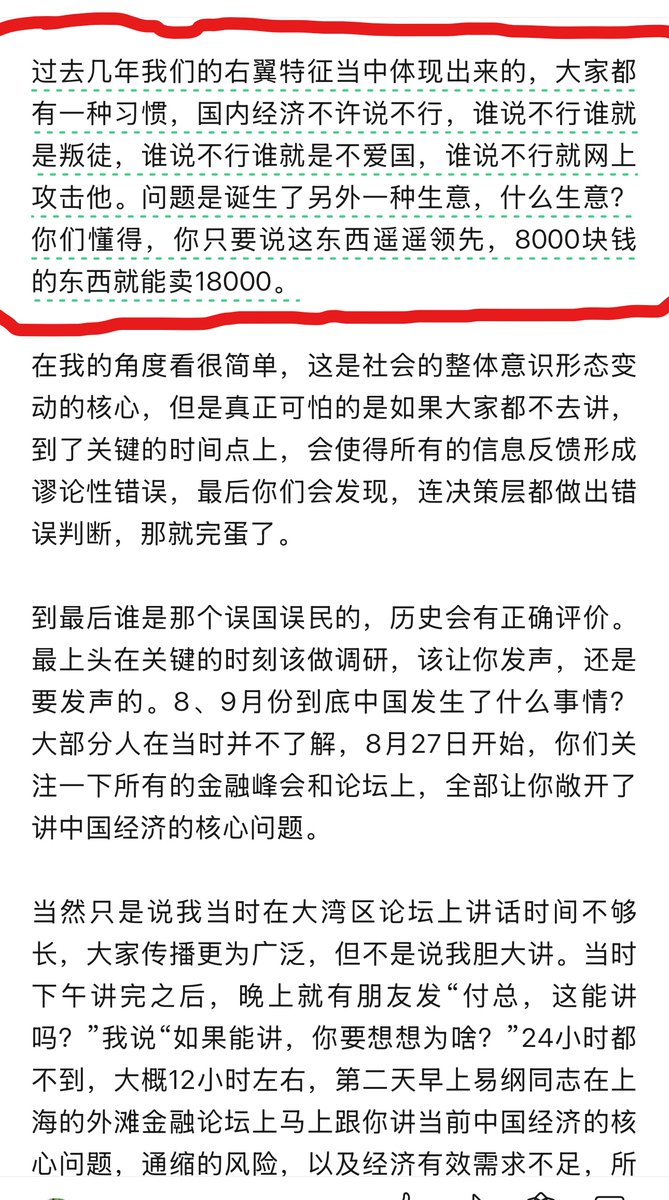 过去几年我们的右翼特征当中体现出来的，大家都
有一种习惯，国内经济不许说不行，谁说不行谁就
是叛徒，谁说不行谁就是不爱国，谁说不行就网上
攻击他。问题是诞生了另外一种生意，什么生意？
你们懂得，你只要说这东西遥遥领先，8000块钱
的东西就能卖18000。
在我的角度看很简单，这是社会的整体意识形态变
动的核心，但是真正可怕的是如果大家都不去讲，
到了关键的时间点上，会使得所有的信息反馈形成
谬论性错误，最后你们会发现，连决策层都做出错
误判断，那就完蛋了。
到最后谁是那个误国误民的，历史会有正确评价。
最上头在关键的时刻该做调研，该让你发声，还是
要发声的。8、9月份到底中国发生了什么事情？
大部分人在当时并不了解，8月27日开始，你们关
注一下所有的金融峰会和论坛上，全部让你敞开了
讲中国经济的核心问题。
当然只是说我当时在大湾区论坛上讲话时间不够
长，大家传播更为广泛，但不是说我胆大讲。当时
下午讲完之后，晚上就有朋友发“付总，这能讲
吗？”我说“如果能讲，你要想想为啥？”24小时都
不到，大概12小时左右，第二天早上易纲同志在上
海的外滩金融论坛上马上跟你讲当前中国经济的核
心问题，通缩的风险，以及经济有效需求不足，所